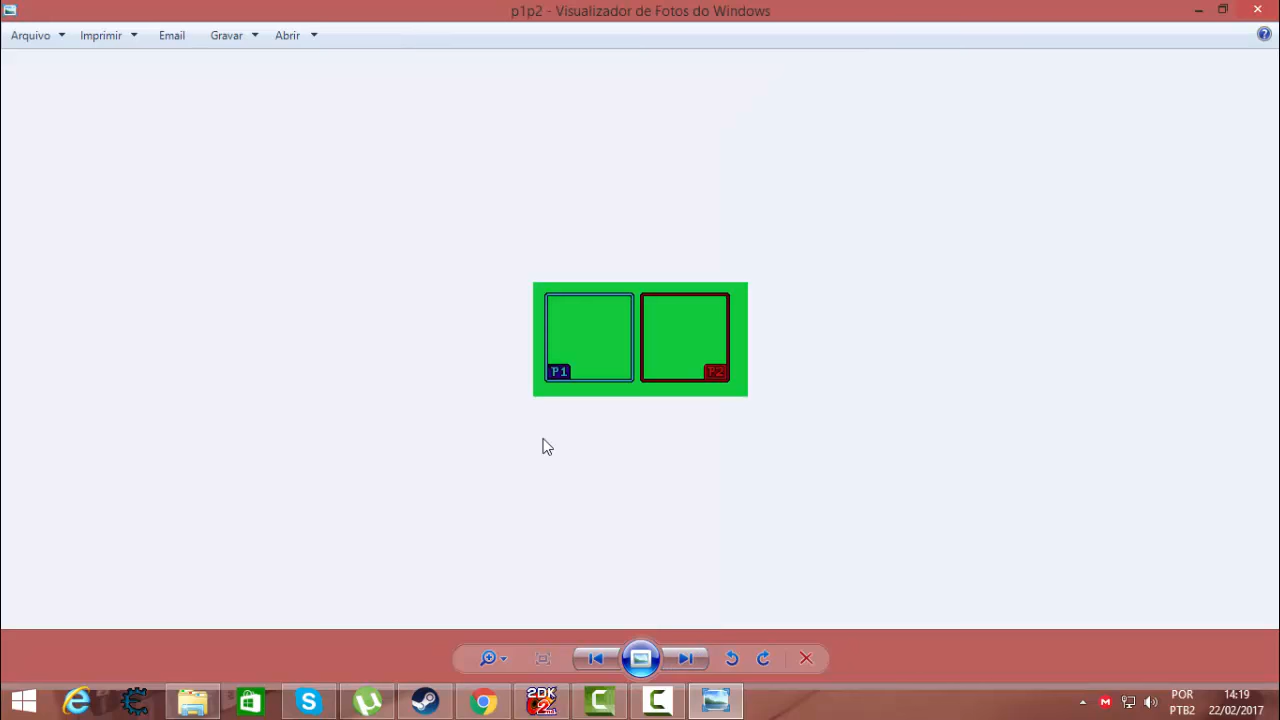 p1p2 - Visualizador de Fotos do Windows
Arquivo Imprimir Email Gravar Abrir
P1 P2
2DK
2nd
POR 14:19
PTB2 22/02/2017